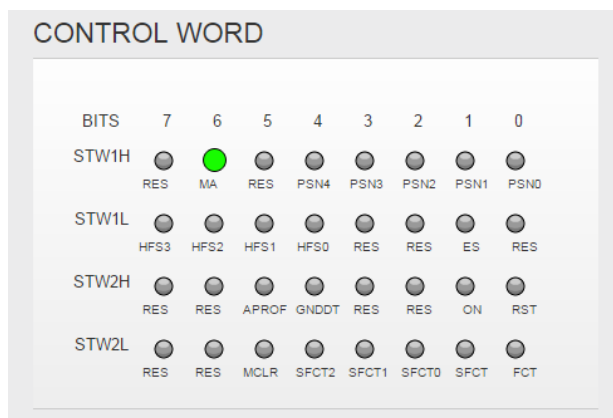 CONTROL WORD
BITS 7 6 5 4 3 2 1 0
STW1H
RES MA RES PSN4 PSN3 PSN2 PSN1 PSN0
STW1L
HFS3 HFS2 HFS1 HFS0 RES RES ES RES
STW2H
RES RES APROF GNDDT RES RES ON RST
STW2L
RES RES MCLR SFCT2 SFCT1 SFCT0 SFCT FCT